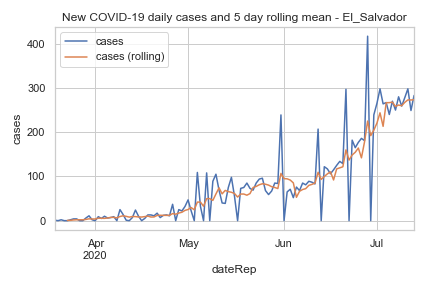 New COVID-19 daily cases and 5 day rolling mean - El_Salvador
cases
cases (rolling)
400
300
200
100
0
cases
Apr
2020
May
Jun
Jul
dateRep